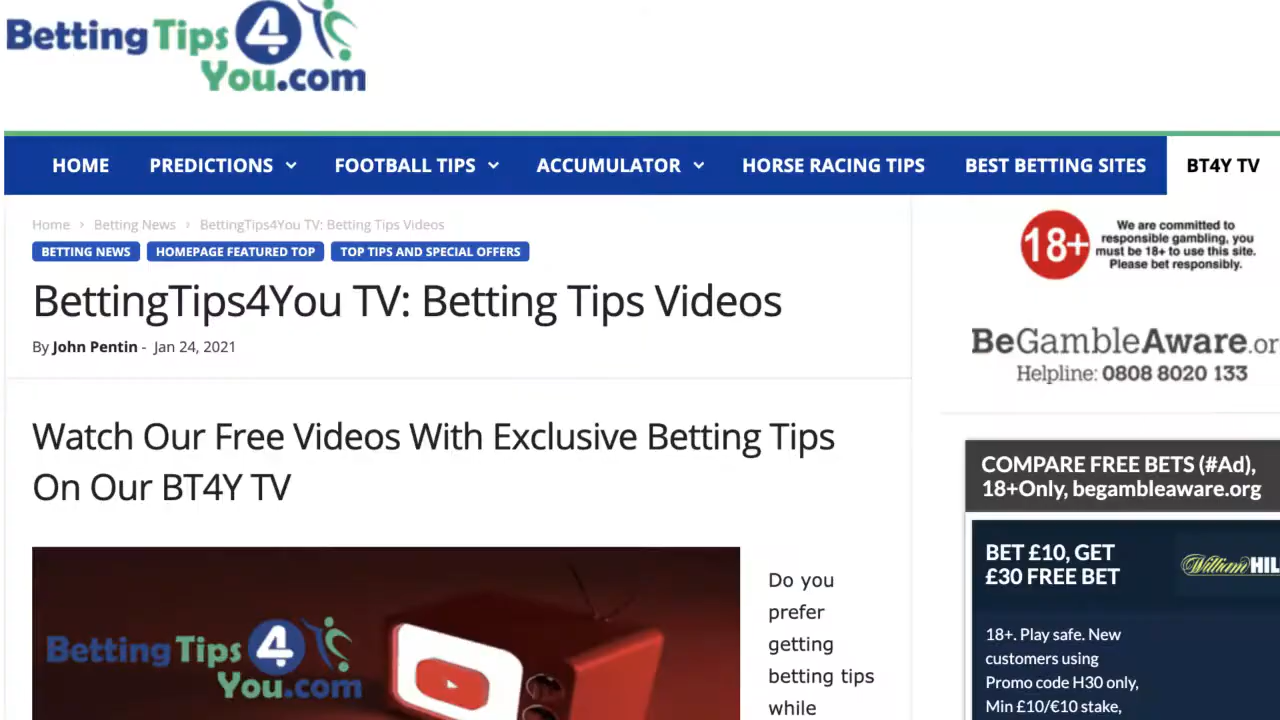 BettingTips4
You.com
HOME PREDICTIONS FOOTBALL TIPS ACCUMULATOR HORSE RACING TIPS BEST BETTING SITES BT4Y TV
Home › Betting News › BettingTips4You TV: Betting Tips Videos
BETTING NEWS HOMEPAGE FEATURED TOP TOP TIPS AND SPECIAL OFFERS
BettingTips4You TV: Betting Tips Videos
By John Pentin - Jan 24, 2021
Watch Our Free Videos With Exclusive Betting Tips
On Our BT4Y TV
BettingTips4
You.com
Do you
prefer
getting
betting tips
while
18+
We are committed to
responsible gambling, you
must be 18+ to use this site.
Please bet responsibly.
BeGambleAware.or
Helpline: 0808 8020 133
COMPARE FREE BETS (#Ad),
18+Only, begambleaware.org
BET £10, GET
£30 FREE BET
William HIL
18+. Play safe. New
customers using
Promo code H30 only,
Min £10/€10 stake,